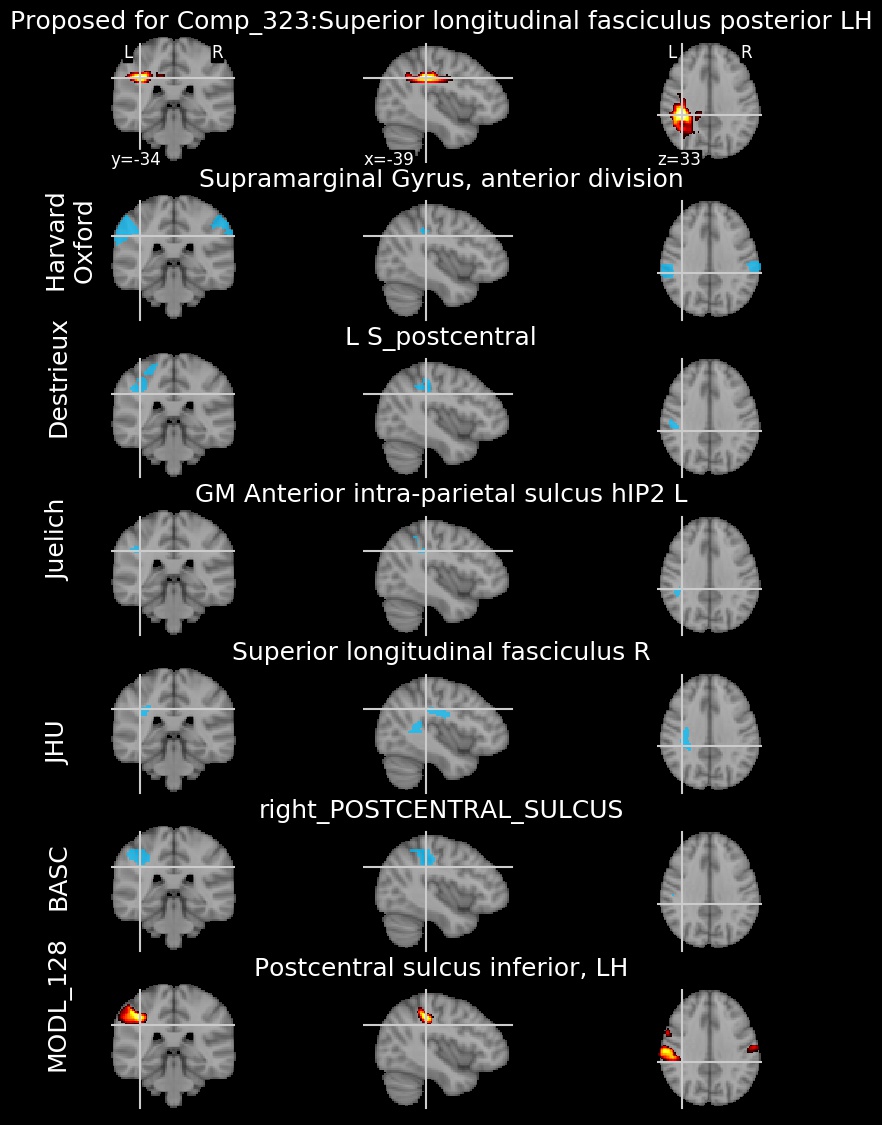 Proposed for Comp_323:Superior longitudinal fasciculus posterior LH
L R L R
y=-34 x=-39 z=33
Supramarginal Gyrus, anterior division
Harvard
Oxford
L S_postcentral
Destrieux
GM Anterior intra-parietal sulcus hIP2 L
Juelich
Superior longitudinal fasciculus R
JHU
right_POSTCENTRAL_SULCUS
BASC
Postcentral sulcus inferior, LH
MODL_128